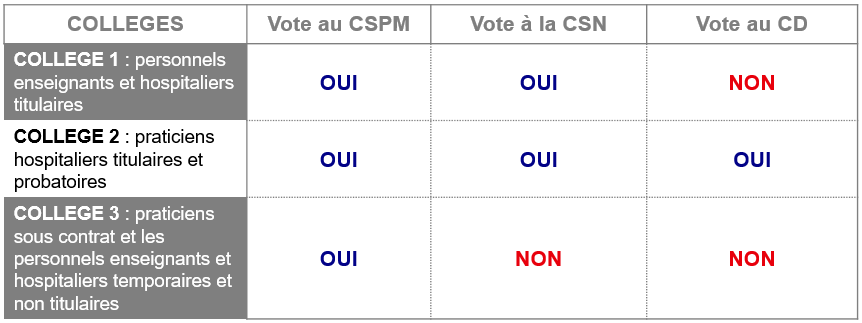 COLLEGES Vote au CSPM Vote à la CSN Vote au CD
COLLEGE 1 : personnels
enseignants et hospitaliers
titulaires
OUI OUI NON
COLLEGE 2 : praticiens
hospitaliers titulaires et
probatoires
OUI OUI OUI
COLLEGE 3 : praticiens
sous contrat et les
personnels enseignants et
hospitaliers temporaires et
non titulaires
OUI NON NON